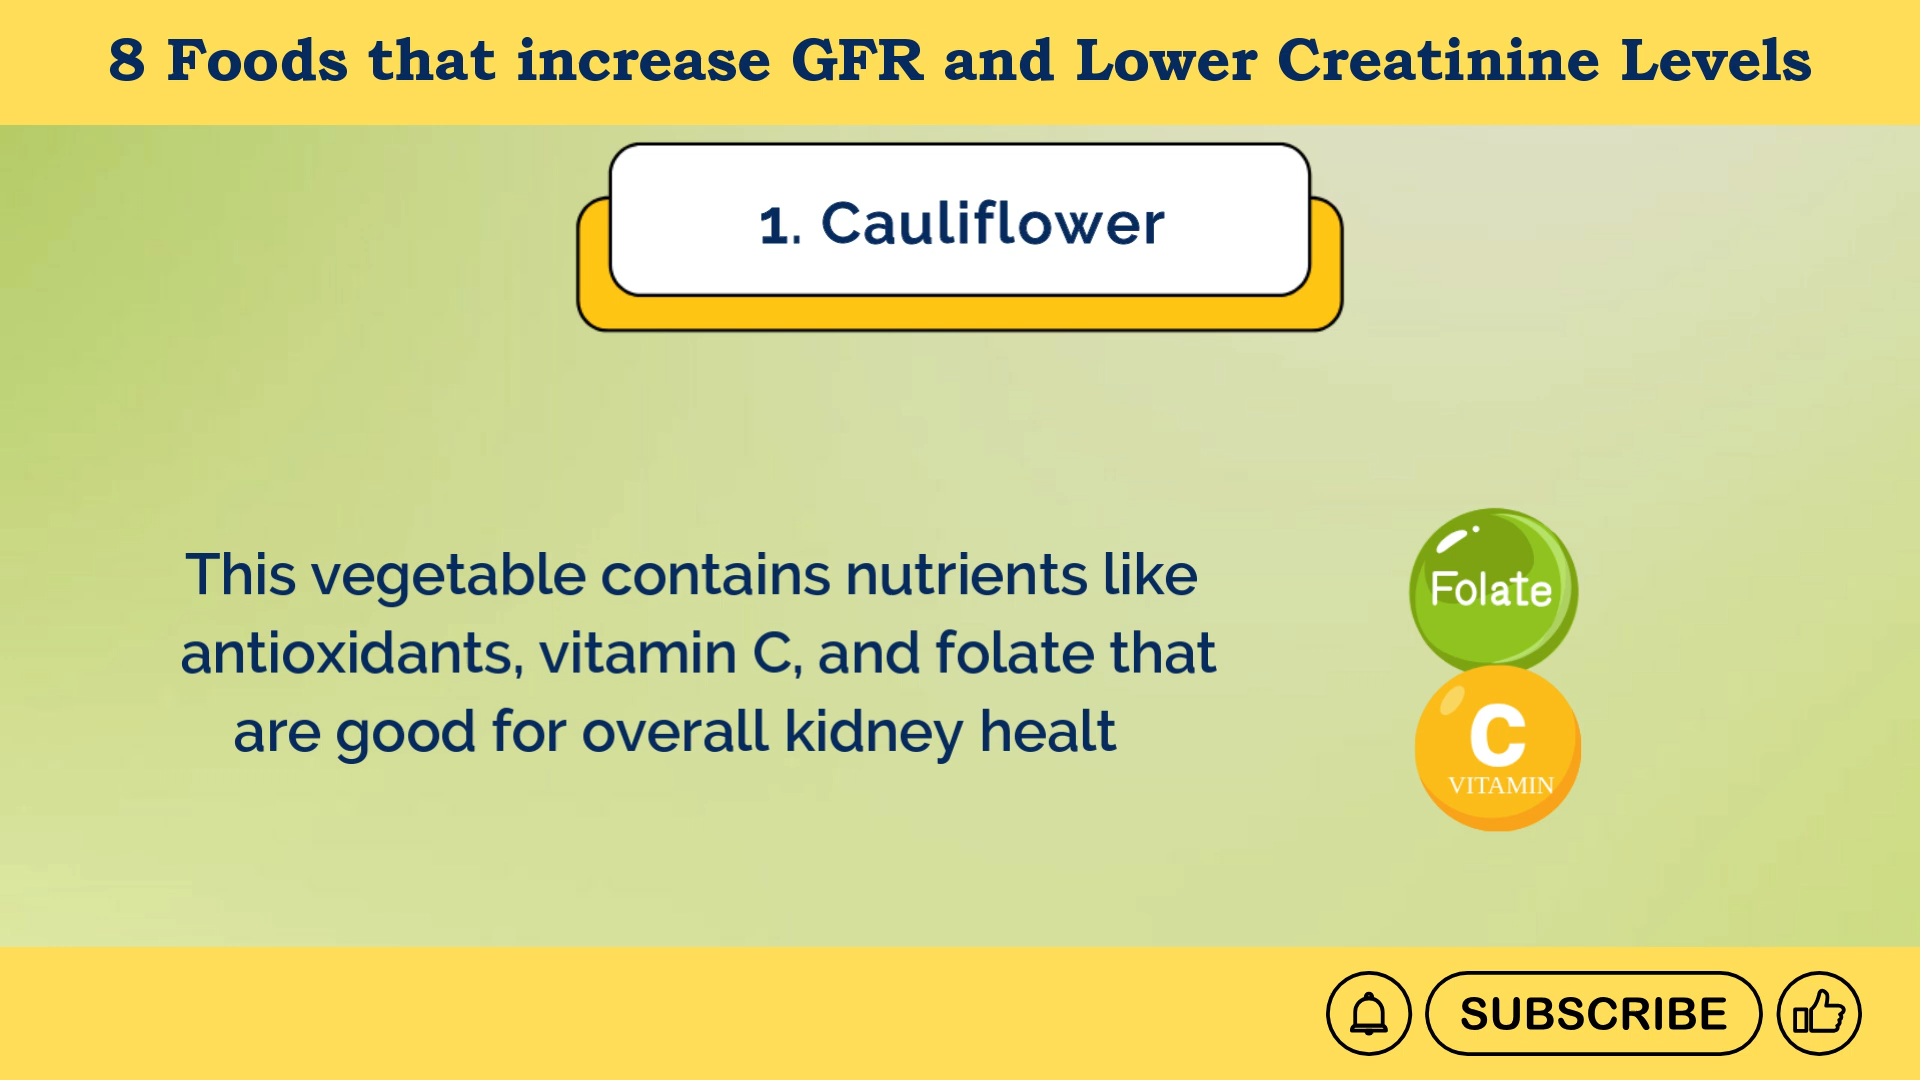 8 Foods that increase GFR and Lower Creatinine Levels
1. Cauliflower
This vegetable contains nutrients like
antioxidants, vitamin C, and folate that
are good for overall kidney healt
Folate
C
VITAMIN
SUBSCRIBE